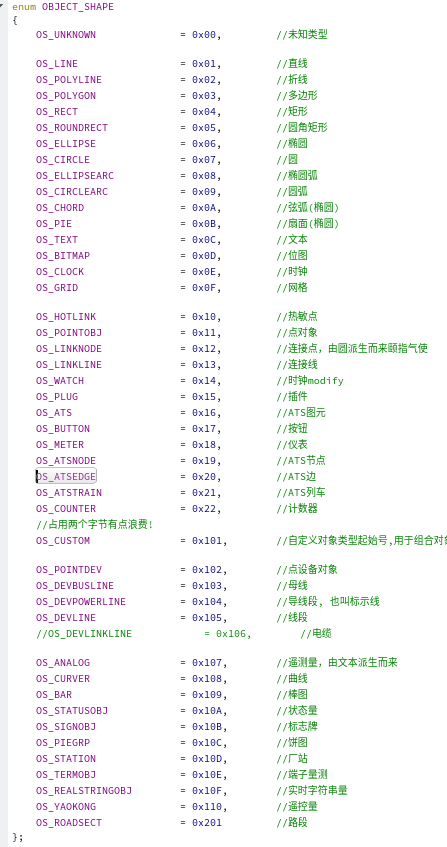 enum OBJECT_SHAPE
{
OS_UNKNOWN = 0x00, //未知类型
OS_LINE = 0x01, //直线
OS_POLYLINE = 0x02, //折线
OS_POLYGON = 0x03, //多边形
OS_RECT = 0x04, //矩形
OS_ROUNDRECT = 0x05, //圆角矩形
OS_ELLIPSE = 0x06, //椭圆
OS_CIRCLE = 0x07, //圆
OS_ELLIPSEARC = 0x08, //椭圆弧
OS_CIRCLEARC = 0x09, //圆弧
OS_CHORD = 0x0A, //弦弧(椭圆)
OS_PIE = 0x0B, //扇面(椭圆)
OS_TEXT = 0x0C, //文本
OS_BITMAP = 0x0D, //位图
OS_CLOCK = 0x0E, //时钟
OS_GRID = 0x0F, //网格
OS_HOTLINK = 0x10, //热敏点
OS_POINTOBJ = 0x11, //点对象
OS_LINKNODE = 0x12, //连接点，由圆派生而来颐指气使
OS_LINKLINE = 0x13, //连接线
OS_WATCH = 0x14, //时钟modify
OS_PLUG = 0x15, //插件
OS_ATS = 0x16, //ATS图元
OS_BUTTON = 0x17, //按钮
OS_METER = 0x18, //仪表
OS_ATSNODE = 0x19, //ATS节点
OS_ATSEDGE = 0x20, //ATS边
OS_ATSTRAIN = 0x21, //ATS列车
OS_COUNTER = 0x22, //计数器
//占用两个字节有点浪费!
OS_CUSTOM = 0x101, //自定义对象类型起始号,用于组合对
OS_POINTDEV = 0x102, //点设备对象
OS_DEVBUSLINE = 0x103, //母线
OS_DEVPOWERLINE = 0x104, //导线段, 也叫标示线
OS_DEVLINE = 0x105, //线段
//OS_DEVLINKLINE = 0x106, //电缆
OS_ANALOG = 0x107, //遥测量，由文本派生而来
OS_CURVER = 0x108, //曲线
OS_BAR = 0x109, //棒图
OS_STATUSOBJ = 0x10A, //状态量
OS_SIGNOBJ = 0x10B, //标志牌
OS_PIEGRP = 0x10C, //饼图
OS_STATION = 0x10D, //厂站
OS_TERMOBJ = 0x10E, //端子量测
OS_REALSTRINGOBJ = 0x10F, //实时字符串量
OS_YAOKONG = 0x110, //遥控量
OS_ROADSECT = 0x201 //路段
};